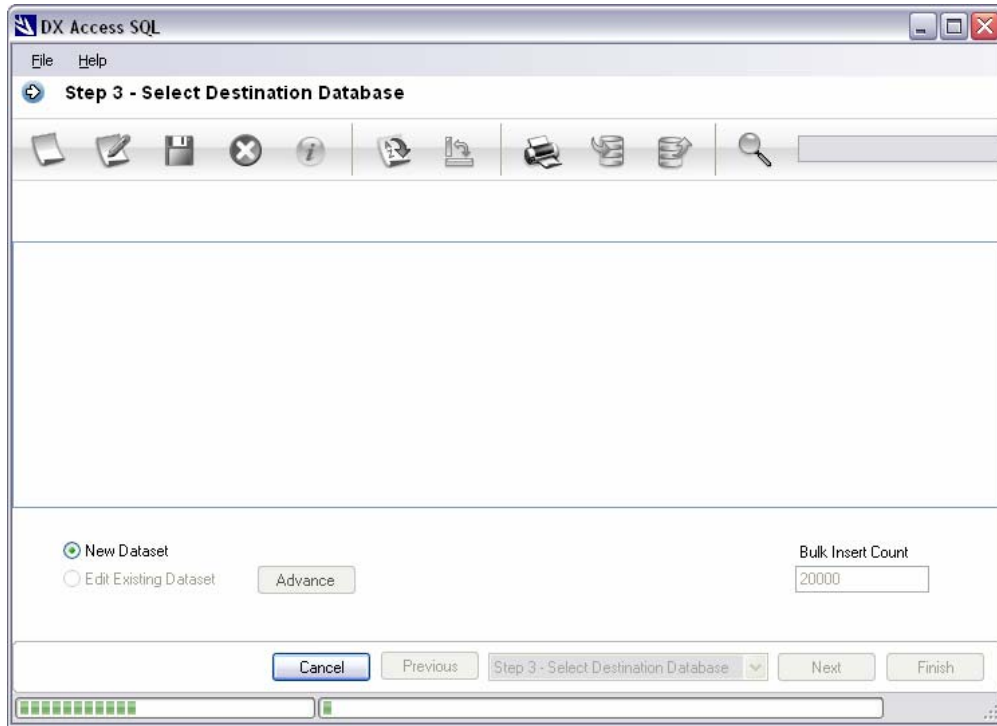 DX Access SQL
File Help
Step 3 - Select Destination Database
New Dataset
Bulk Insert Count
Edit Existing Dataset Advance 20000
Cancel Previous Step 3 - Select Destination Database Next Finish